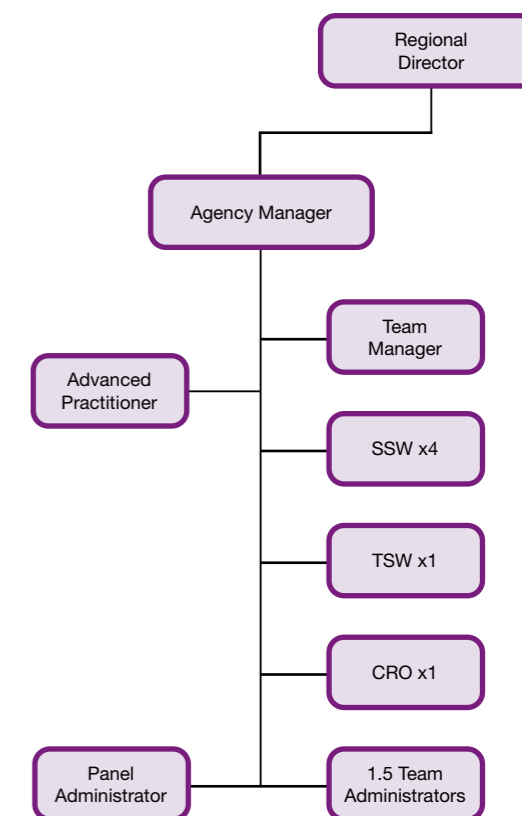 Regional
Director
Agency Manager
Team
Manager
Advanced
Practitioner
SSW x4
TSW x1
CRO x1
Panel
Administrator
1.5 Team
Administrators